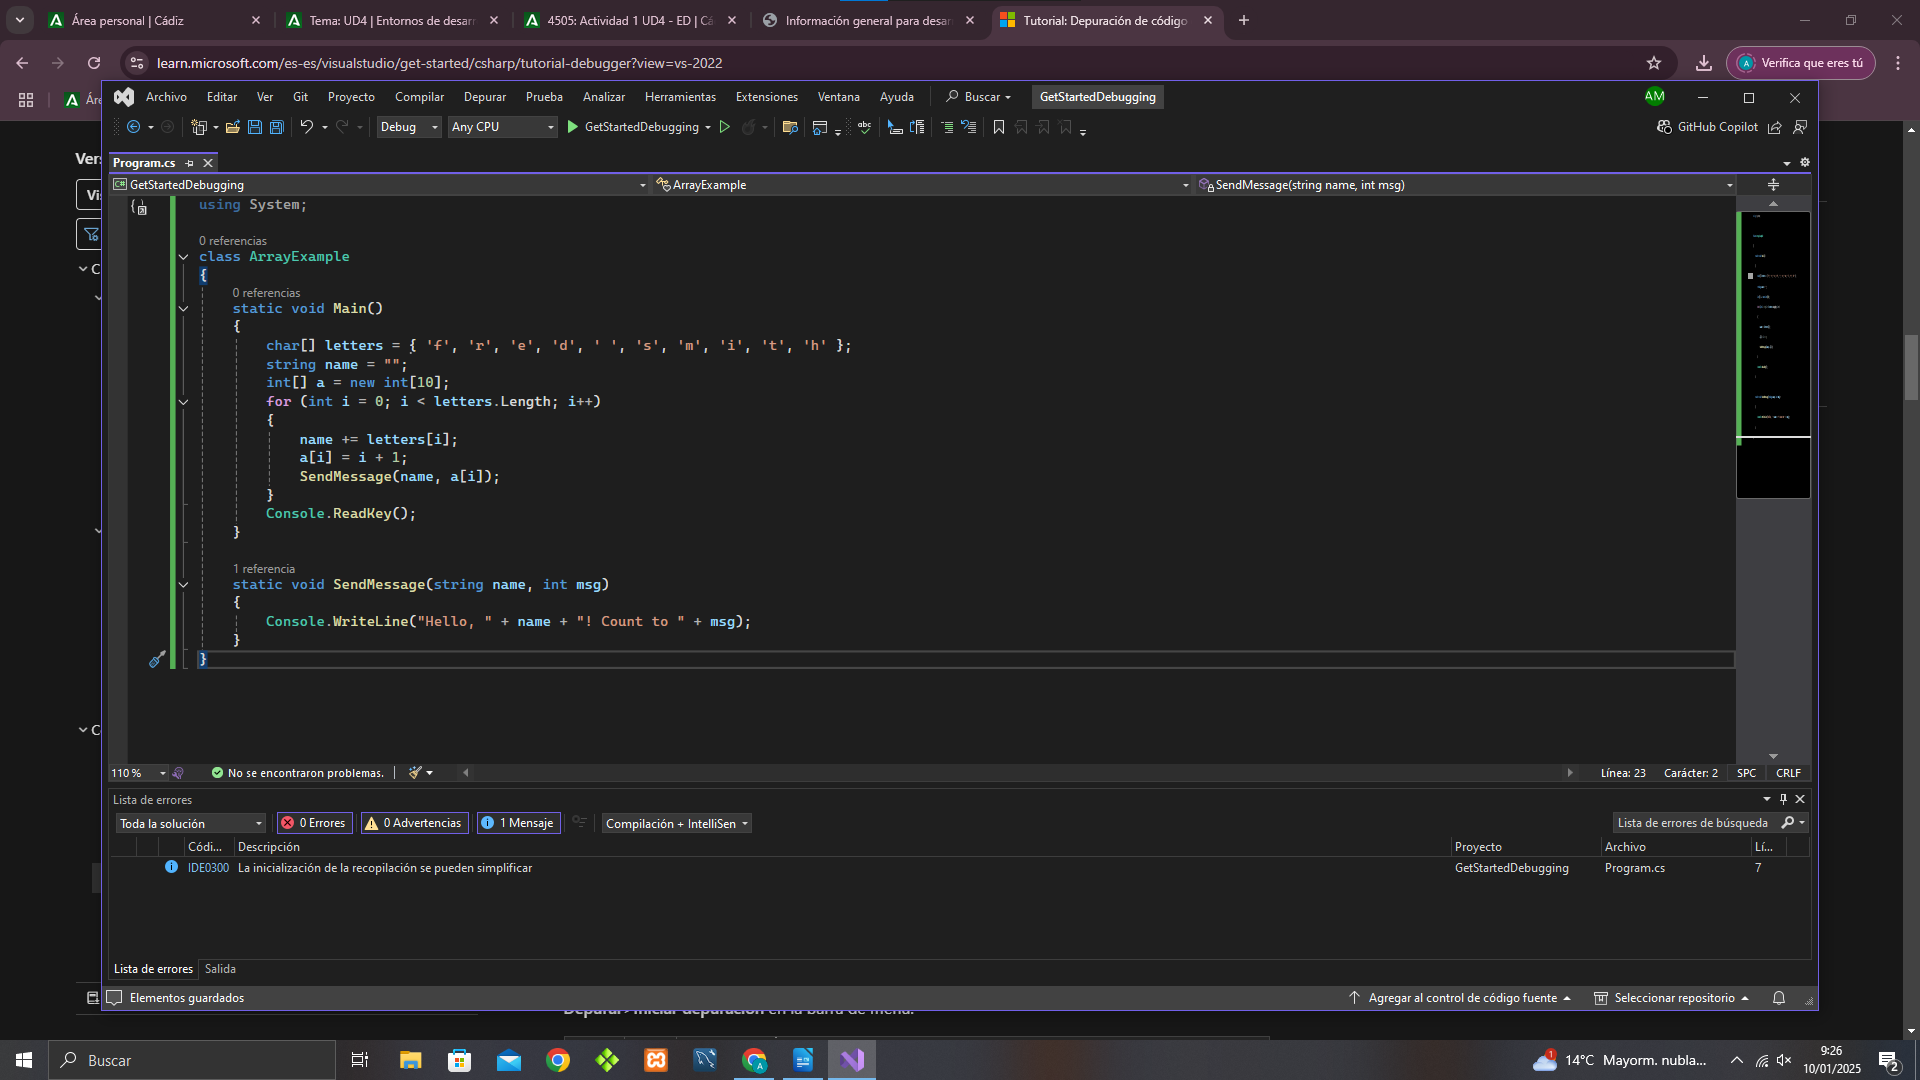 Área personal | Cádiz
Tema: UD4 | Entornos de desarr
4505: Actividad 1 UD4 - ED | Cá
Información general para desar
Tutorial: Depuración de código
learn.microsoft.com/es-es/visualstudio/get-started/csharp/tutorial-debugger?view=vs-2022
Verifica que eres tú
Archivo Editar Ver Git Proyecto Compilar Depurar Prueba Analizar Herramientas Extensiones Ventana Ayuda Buscar GetStartedDebugging AM
Debug Any CPU GetStartedDebugging GitHub Copilot
Program.cs
GetStartedDebugging ArrayExample SendMessage(string name, int msg)
using System;
0 referencias
class ArrayExample
{
0 referencias
static void Main()
{
char[] letters = { 'f', 'r', 'e', 'd', ' ', 's', 'm', 'i', 't', 'h' };
string name = "";
int[] a = new int[10];
for (int i = 0; i < letters.Length; i++)
{
name += letters[i];
a[i] = i + 1;
SendMessage(name, a[i]);
}
Console.ReadKey();
}
1 referencia
static void SendMessage(string name, int msg)
{
Console.WriteLine("Hello, " + name + "! Count to " + msg);
}
}
110 % No se encontraron problemas. Línea: 23 Carácter: 2 SPC CRLF
Lista de errores
Toda la solución 0 Errores 0 Advertencias 1 Mensaje Compilación + IntelliSen Lista de errores de búsqueda
Códi... Descripción Proyecto Archivo Lí...
IDE0300 La inicialización de la recopilación se pueden simplificar GetStartedDebugging Program.cs 7
Lista de errores Salida
Elementos guardados Agregar al control de código fuente Seleccionar repositorio
Depurar>Iniciar depuración en la barra de menú.
Buscar 14°C Mayorm. nubla... 9:26
10/01/2025 2